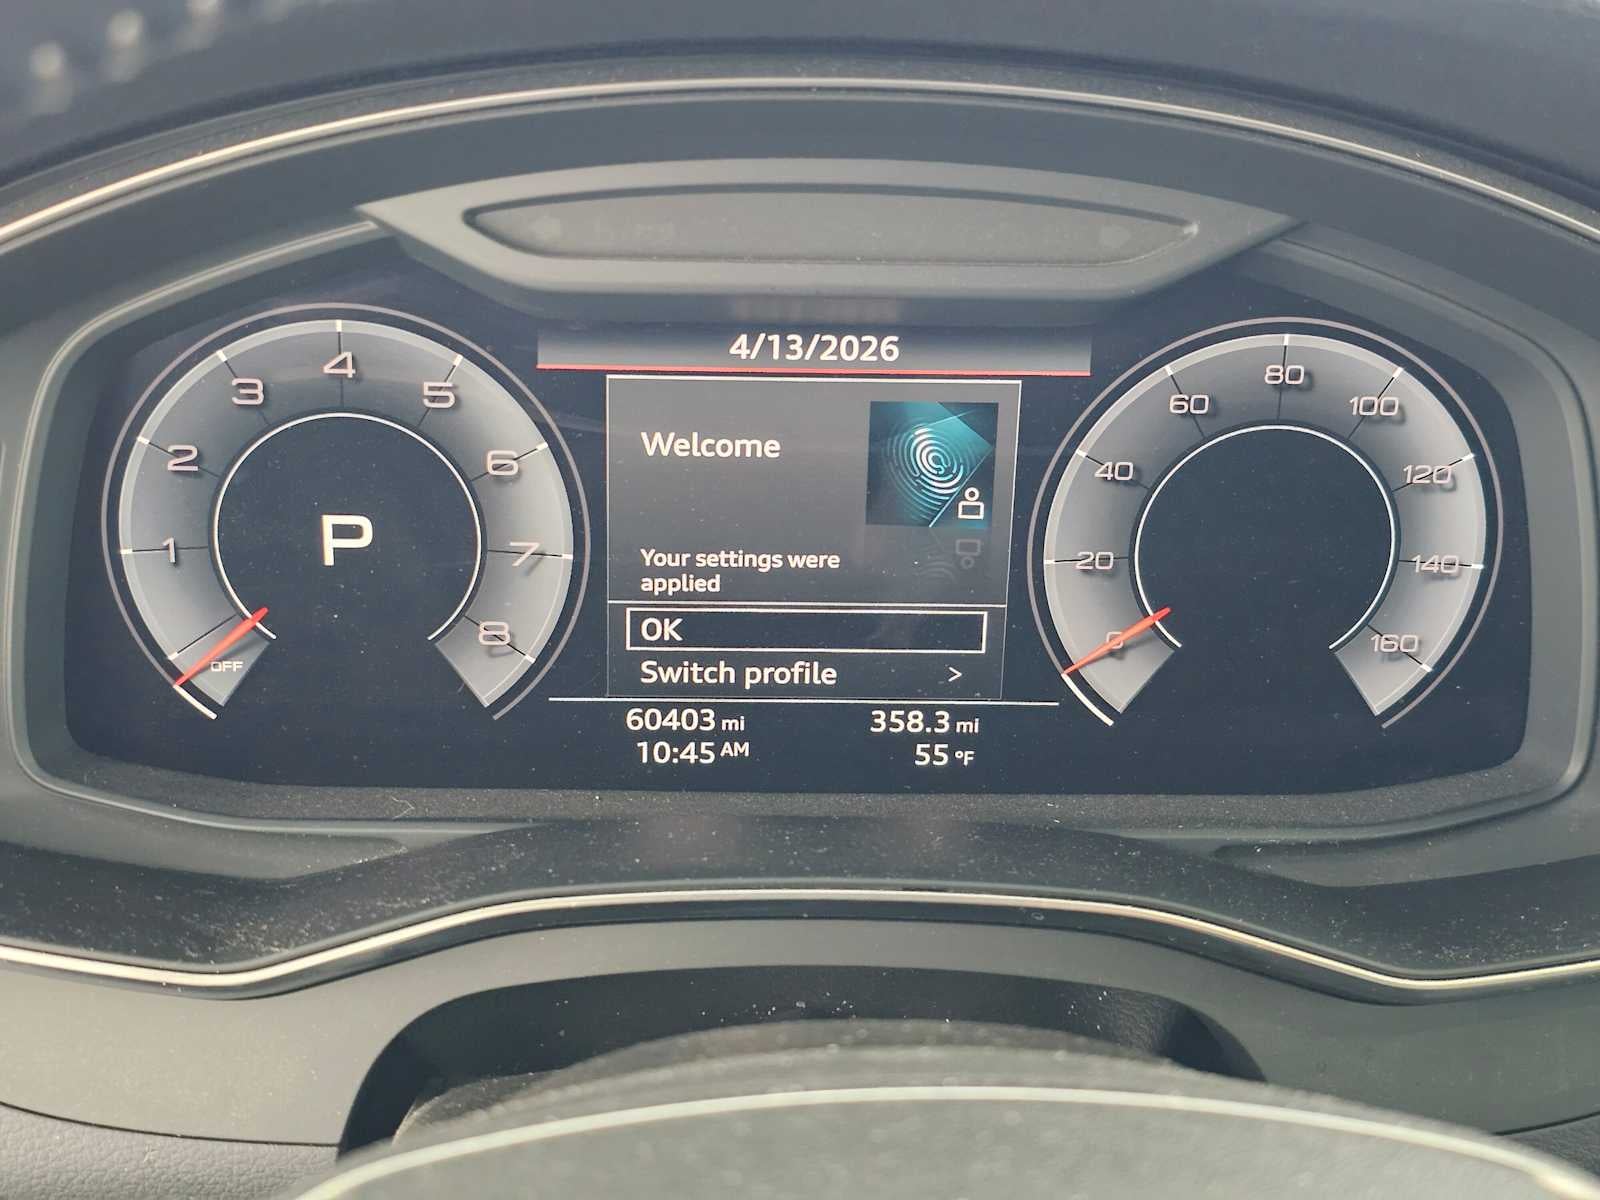 4/13/2026
1
2
3
4
5
6
7
8
OFF
P
Welcome
Your settings were
applied
OK
Switch profile >
60403 mi 358.3 mi
10:45 AM 55 °F
0
20
40
60
80
100
120
140
160